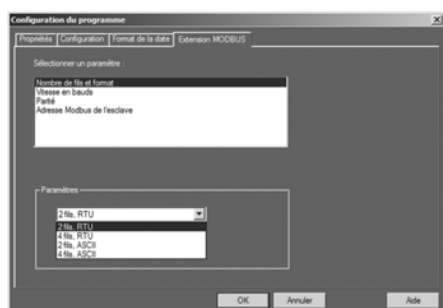 Configuration du programme
Propriétés Configuration Format de la date Extension MODBUS
Sélectionner un paramètre :
Nombre de fils et format
Vitesse en bauds
Parité
Adresse Modbus de l'esclave
Paramètres
2 fils, RTU
2 fils, RTU
4 fils, RTU
2 fils, ASCII
4 fils, ASCII
OK Annuler Aide